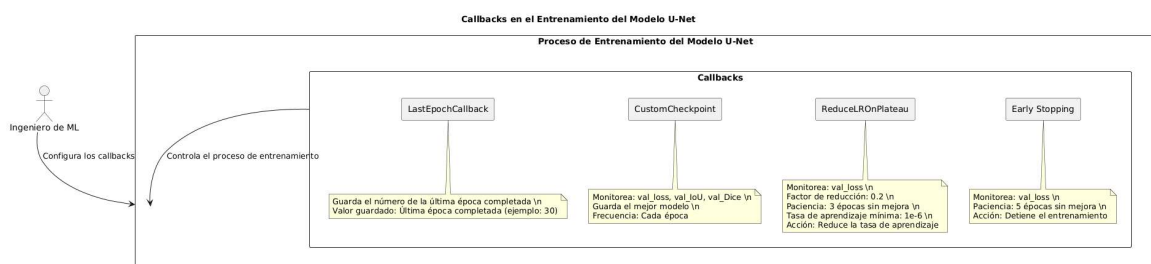 Callbacks en el Entrenamiento del Modelo U-Net
Proceso de Entrenamiento del Modelo U-Net
Callbacks
Ingeniero de ML
Configura los callbacks
Controla el proceso de entrenamiento
LastEpochCallback
Guarda el número de la última época completada \n
Valor guardado: Última época completada (ejemplo: 30)
CustomCheckpoint
Monitorea: val_loss, val_IoU, val_Dice \n
Guarda el mejor modelo \n
Frecuencia: Cada época
ReduceLROnPlateau
Monitorea: val_loss \n
Factor de reducción: 0.2 \n
Paciencia: 3 épocas sin mejora \n
Tasa de aprendizaje mínima: 1e-6 \n
Acción: Reduce la tasa de aprendizaje
Early Stopping
Monitorea: val_loss \n
Paciencia: 5 épocas sin mejora \n
Acción: Detiene el entrenamiento